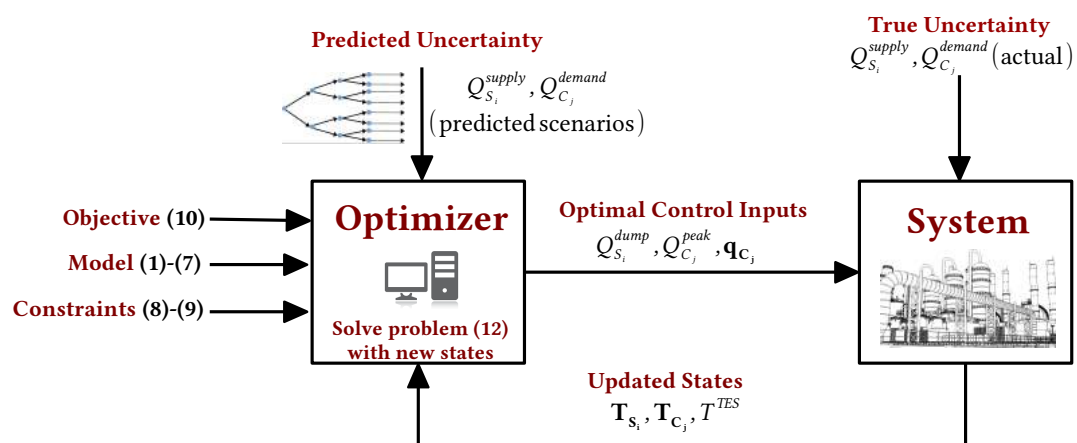 Predicted Uncertainty
Q_{S_i}^{supply}, Q_{C_j}^{demand}
(predicted scenarios)
True Uncertainty
Q_{S_i}^{supply}, Q_{C_j}^{demand} (actual)
Objective (10)
Model (1)-(7)
Constraints (8)-(9)
Optimizer
Solve problem (12)
with new states
Optimal Control Inputs
Q_{S_i}^{dump}, Q_{C_j}^{peak}, q_{C_j}
System
Updated States
T_{s_i}, T_{C_j}, T^{TES}